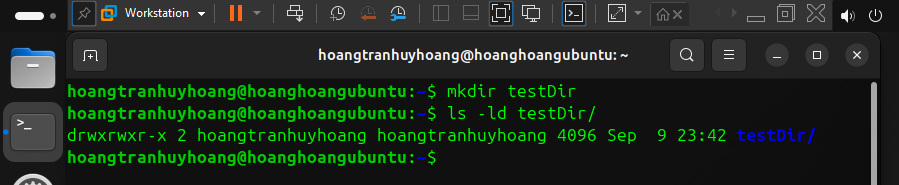 Workstation
hoangtranhuyhoang@hoanghoangubuntu: ~
hoangtranhuyhoang@hoanghoangubuntu:~$ mkdir testDir
hoangtranhuyhoang@hoanghoangubuntu:~$ ls -ld testDir/
drwxrwxr-x 2 hoangtranhuyhoang hoangtranhuyhoang 4096 Sep  9 23:42 testDir/
hoangtranhuyhoang@hoanghoangubuntu:~$